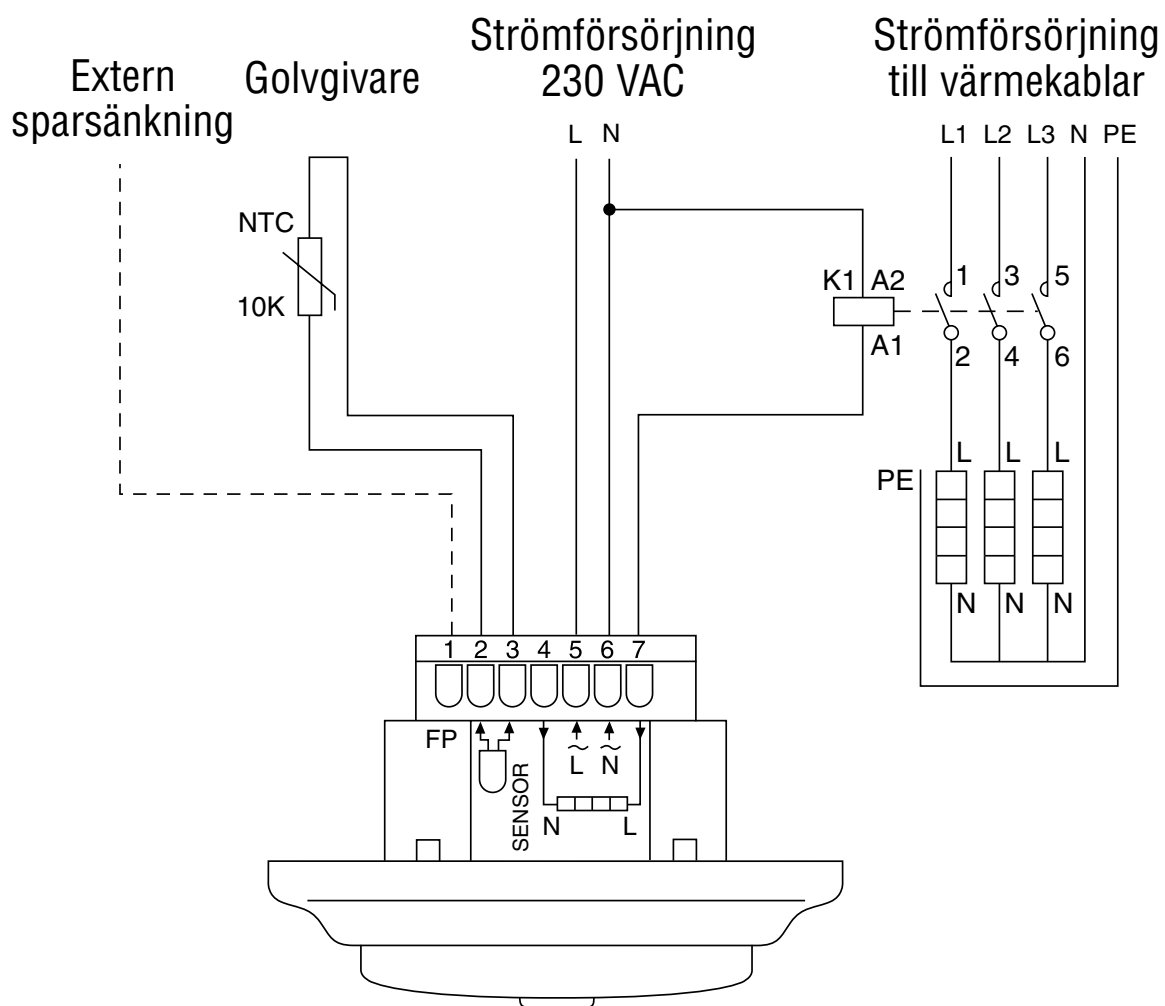 Extern
sparsänkning
Golvgivare
Strömförsörjning
230 VAC
Strömförsörjning
till värmekablar
L N
L1 L2 L3 N PE
NTC
10K
K1 A2
A1
1 3 5
2 4 6
L L L
PE
N N N
1 2 3 4 5 6 7
FP
SENSOR
L N
N L